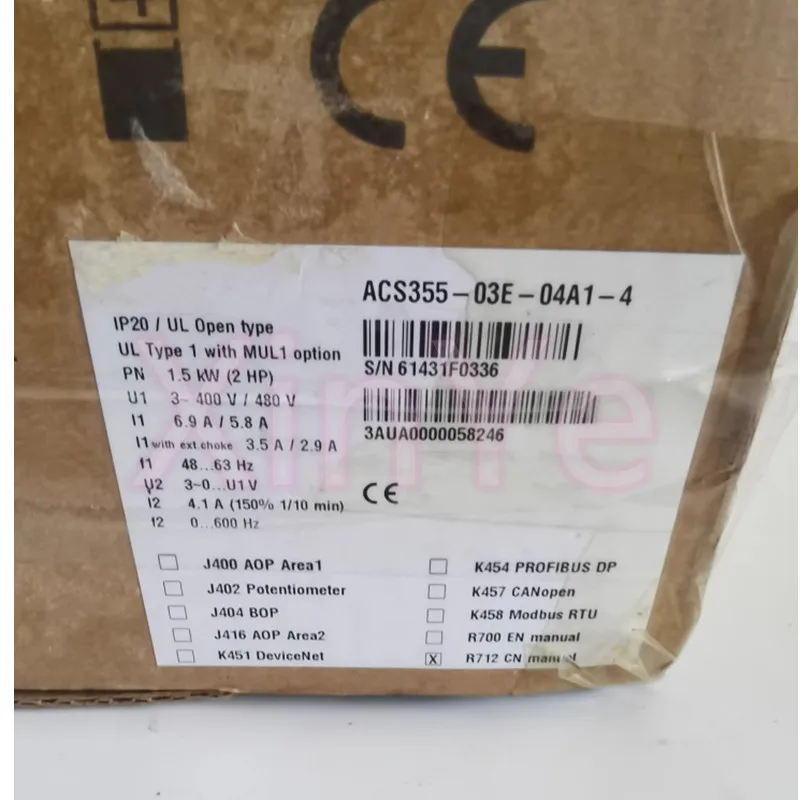 CE
ACS355-03E-04A1-4
S/N 61431F0336
3AUA0000058246
CE
IP20 / UL Open type
UL Type 1 with MUL1 option
PN 1.5 kW (2 HP)
U1 3~ 400 V / 480 V
I1 6.9 A / 5.8 A
I1 with ext.choke 3.5 A / 2.9 A
f1 48...63 Hz
U2 3~0...U1 V
I2 4.1 A (150% 1/10 min)
f2 0...600 Hz
J400 AOP Area1
J402 Potentiometer
J404 BOP
J416 AOP Area2
K451 DeviceNet
K454 PROFIBUS DP
K457 CANopen
K458 Modbus RTU
R700 EN manual
X R712 CN manual
XinYe